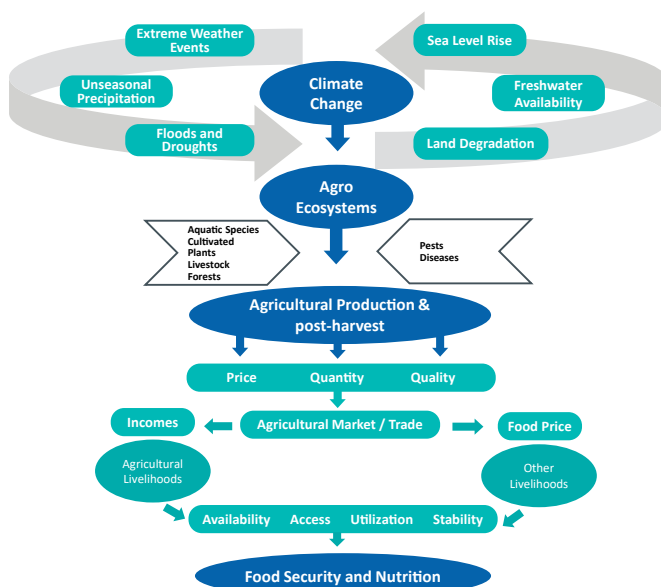 Extreme Weather
Events
Sea Level Rise
Unseasonal
Precipitation
Climate
Change
Freshwater
Availability
Floods and
Droughts
Land Degradation
Agro
Ecosystems
Aquatic Species
Cultivated
Plants
Livestock
Forests
Pests
Diseases
Agricultural Production &
post-harvest
Price Quantity Quality
Incomes
Agricultural Market / Trade
Food Price
Agricultural
Livelihoods
Other
Livelihoods
Availability Access Utilization Stability
Food Security and Nutrition